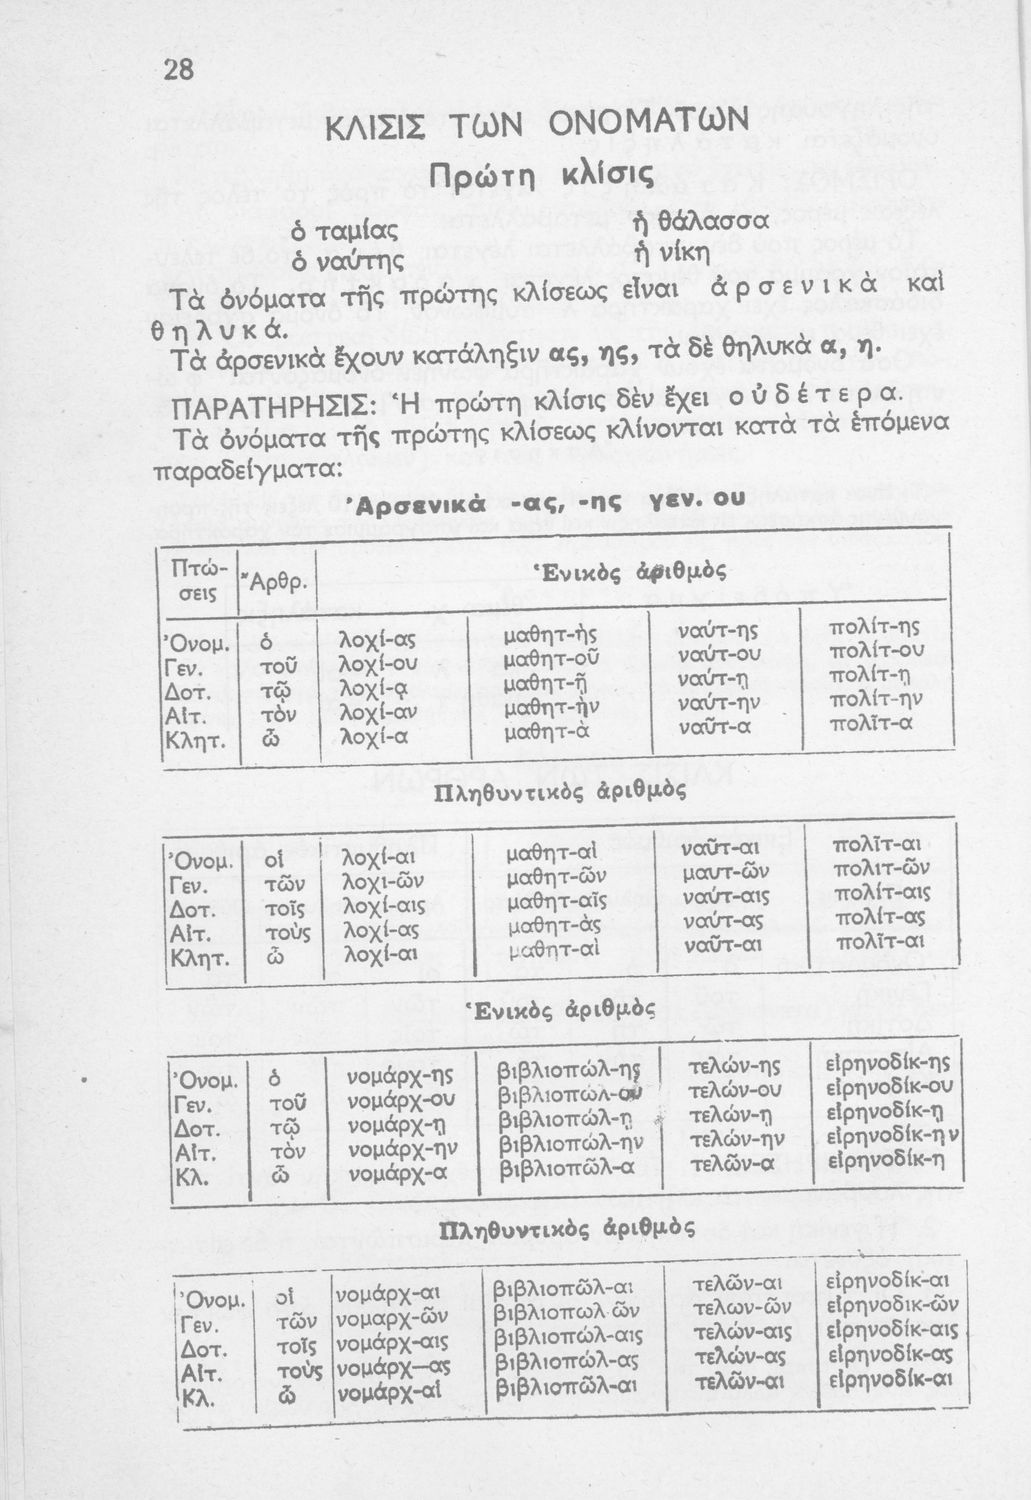 28
ΚΛΙΣΙΣ ΤΩΝ ΟΝΟΜΑΤΩΝ
Πρώτη κλίσις
ὁ ταμίας ἡ θάλασσα
ὁ ναύτης ἡ νίκη
Τὰ ὀνόματα τῆς πρώτης κλίσεως εἶναι ἀρσενικὰ καὶ
θηλυκά.
Τὰ ἀρσενικὰ ἔχουν κατάληξιν ας, ης, τὰ δὲ θηλυκὰ α, η.
ΠΑΡΑΤΗΡΗΣΙΣ: Ἡ πρώτη κλίσις δὲν ἔχει οὐδέτερα.
Τὰ ὀνόματα τῆς πρώτης κλίσεως κλίνονται κατὰ τὰ ἑπόμενα
παραδείγματα:
Ἀρσενικὰ -ας, -ης γεν. ου
Πτώ-
σεις Ἄρθρ. Ἑνικὸς ἀριθμὸς
Ὀνομ. ὁ λοχί-ας μαθητ-ὴς ναύτ-ης πολίτ-ης
Γεν. τοῦ λοχί-ου μαθητ-οῦ ναύτ-ου πολίτ-ου
Δοτ. τῷ λοχί-ᾳ μαθητ-ῇ ναύτ-ῃ πολίτ-ῃ
Αἰτ. τὸν λοχί-αν μαθητ-ὴν ναύτ-ην πολίτ-ην
Κλητ. ὦ λοχί-α μαθητ-ὰ ναῦτ-α πολῖτ-α
Πληθυντικὸς ἀριθμὸς
Ὀνομ. οἱ λοχί-αι μαθητ-αὶ ναῦτ-αι πολῖτ-αι
Γεν. τῶν λοχι-ῶν μαθητ-ῶν μαυτ-ῶν πολιτ-ῶν
Δοτ. τοῖς λοχί-αις μαθητ-αῖς ναύτ-αις πολίτ-αις
Αἰτ. τοὺς λοχί-ας μαθητ-ὰς ναύτ-ας πολίτ-ας
Κλητ. ὦ λοχί-αι μαθητ-αὶ ναῦτ-αι πολῖτ-αι
Ἑνικὸς ἀριθμὸς
Ὀνομ. ὁ νομάρχ-ης βιβλιοπώλ-ης τελών-ης εἰρηνοδίκ-ης
Γεν. τοῦ νομάρχ-ου βιβλιοπώλ-ου τελών-ου εἰρηνοδίκ-ου
Δοτ. τῷ νομάρχ-ῃ βιβλιοπώλ-ῃ τελών-ῃ εἰρηνοδίκ-ῃ
Αἰτ. τὸν νομάρχ-ην βιβλιοπώλ-ην τελών-ην εἰρηνοδίκ-ην
Κλ. ὦ νομάρχ-α βιβλιοπῶλ-α τελῶν-α εἰρηνοδίκ-η
Πληθυντικὸς ἀριθμὸς
Ὀνομ. οἱ νομάρχ-αι βιβλιοπῶλ-αι τελῶν-αι εἰρηνοδίκ-αι
Γεν. τῶν νομαρχ-ῶν βιβλιοπωλ-ῶν τελων-ῶν εἰρηνοδικ-ῶν
Δοτ. τοῖς νομάρχ-αις βιβλιοπώλ-αις τελών-αις εἰρηνοδίκ-αις
Αἰτ. τοὺς νομάρχ—ας βιβλιοπώλ-ας τελών-ας εἰρηνοδίκ-ας
Κλ. ὦ νομάρχ-αἱ βιβλιοπῶλ-αι τελῶν-αι εἰρηνοδίκ-αι